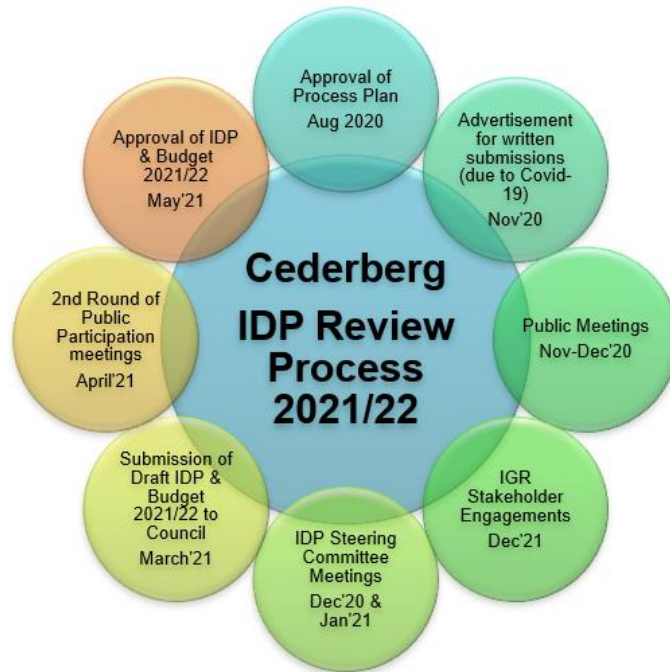 Approval of
Process Plan
Aug 2020
Advertisement
for written
submissions
(due to Covid-
19)
Nov'20
Public Meetings
Nov-Dec'20
IGR
Stakeholder
Engagements
Dec'21
IDP Steering
Committee
Meetings
Dec'20 &
Jan'21
Submission of
Draft IDP &
Budget
2021/22 to
Council
March'21
2nd Round of
Public
Participation
meetings
April'21
Approval of IDP
& Budget
2021/22
May'21
Cederberg
IDP Review
Process
2021/22